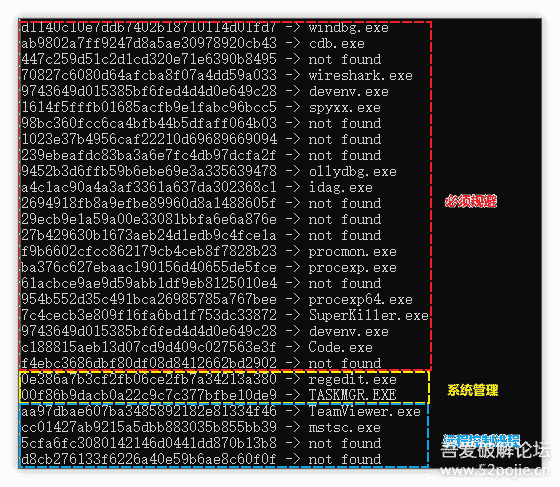 d1140c10e7ddb7402b18710114d01fd7 -> windbg.exe
ab9802a7ff9247d8a5ae30978920cb43 -> cdb.exe
447c259d51c2d1cd320e71e6390b8495 -> not found
70827c6080d64afcba8f07a4dd59a033 -> wireshark.exe
9743649d015385bf6fed4d4d0e649c28 -> devenv.exe
1614f5fffb01685acfb9e1fabc96bcc5 -> spyxx.exe
98bc360fcc6ca4bfb44b5dfaff064b03 -> not found
1023e37b4956caf22210d69689669094 -> not found
239ebeafdc83ba3a6e7fc4db97dcfa2f -> not found
9452b3d6ffb59b6ebe69e3a335639478 -> ollydbg.exe
a4c1ac90a4a3af3361a637da302368c1 -> idag.exe
2694918fb8a9efbe89960d8a1488605f -> not found
29ecb9e1a59a00e33081bbfa6e6a876e -> not found
27b429630b1673aeb24d1edb9c4fce1a -> not found
f9b6602cfcc862179cb4ceb8f7828b23 -> procmon.exe
ba376c627ebaac190156d40655de5fce -> procexp.exe
61acbce9ae9d59abb1df9eb8125010e4 -> not found
954b552d35c491bca26985785a767bee -> procexp64.exe
7c4cecb3e809f16fa6bd1f753dc33872 -> SuperKiller.exe
9743649d015385bf6fed4d4d0e649c28 -> devenv.exe
c188815aeb13d07cd9d409c027563e3f -> Code.exe
f4ebc3686dbf80df08d8412662bd2902 -> not found
必须规避
0e386a7b3cf2fb06ce2fb7a34213a380 -> regedit.exe
00f86b9dacb0a22c9c7c377bfbe10de9 -> TASKMGR.EXE
系统管理
aa97dbae607ba3485892182e81334f46 -> TeamViewer.exe
cc01427ab9215a5dbb883035b855bb39 -> mstsc.exe
5cfa6fc3080142146d0441dd870b13b8 -> not found
d8cb276133f6226a40e59b6ae8c60f0f -> not found
吾爱破解论坛
www.52pojie.cn